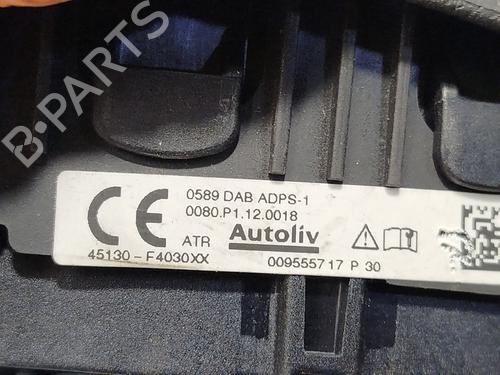 B-PARTS
0589 DAB ADPS-1
0080.P1.12.0018
CE ATR Autoliv
45130 - F4030XX 009555717 P 30